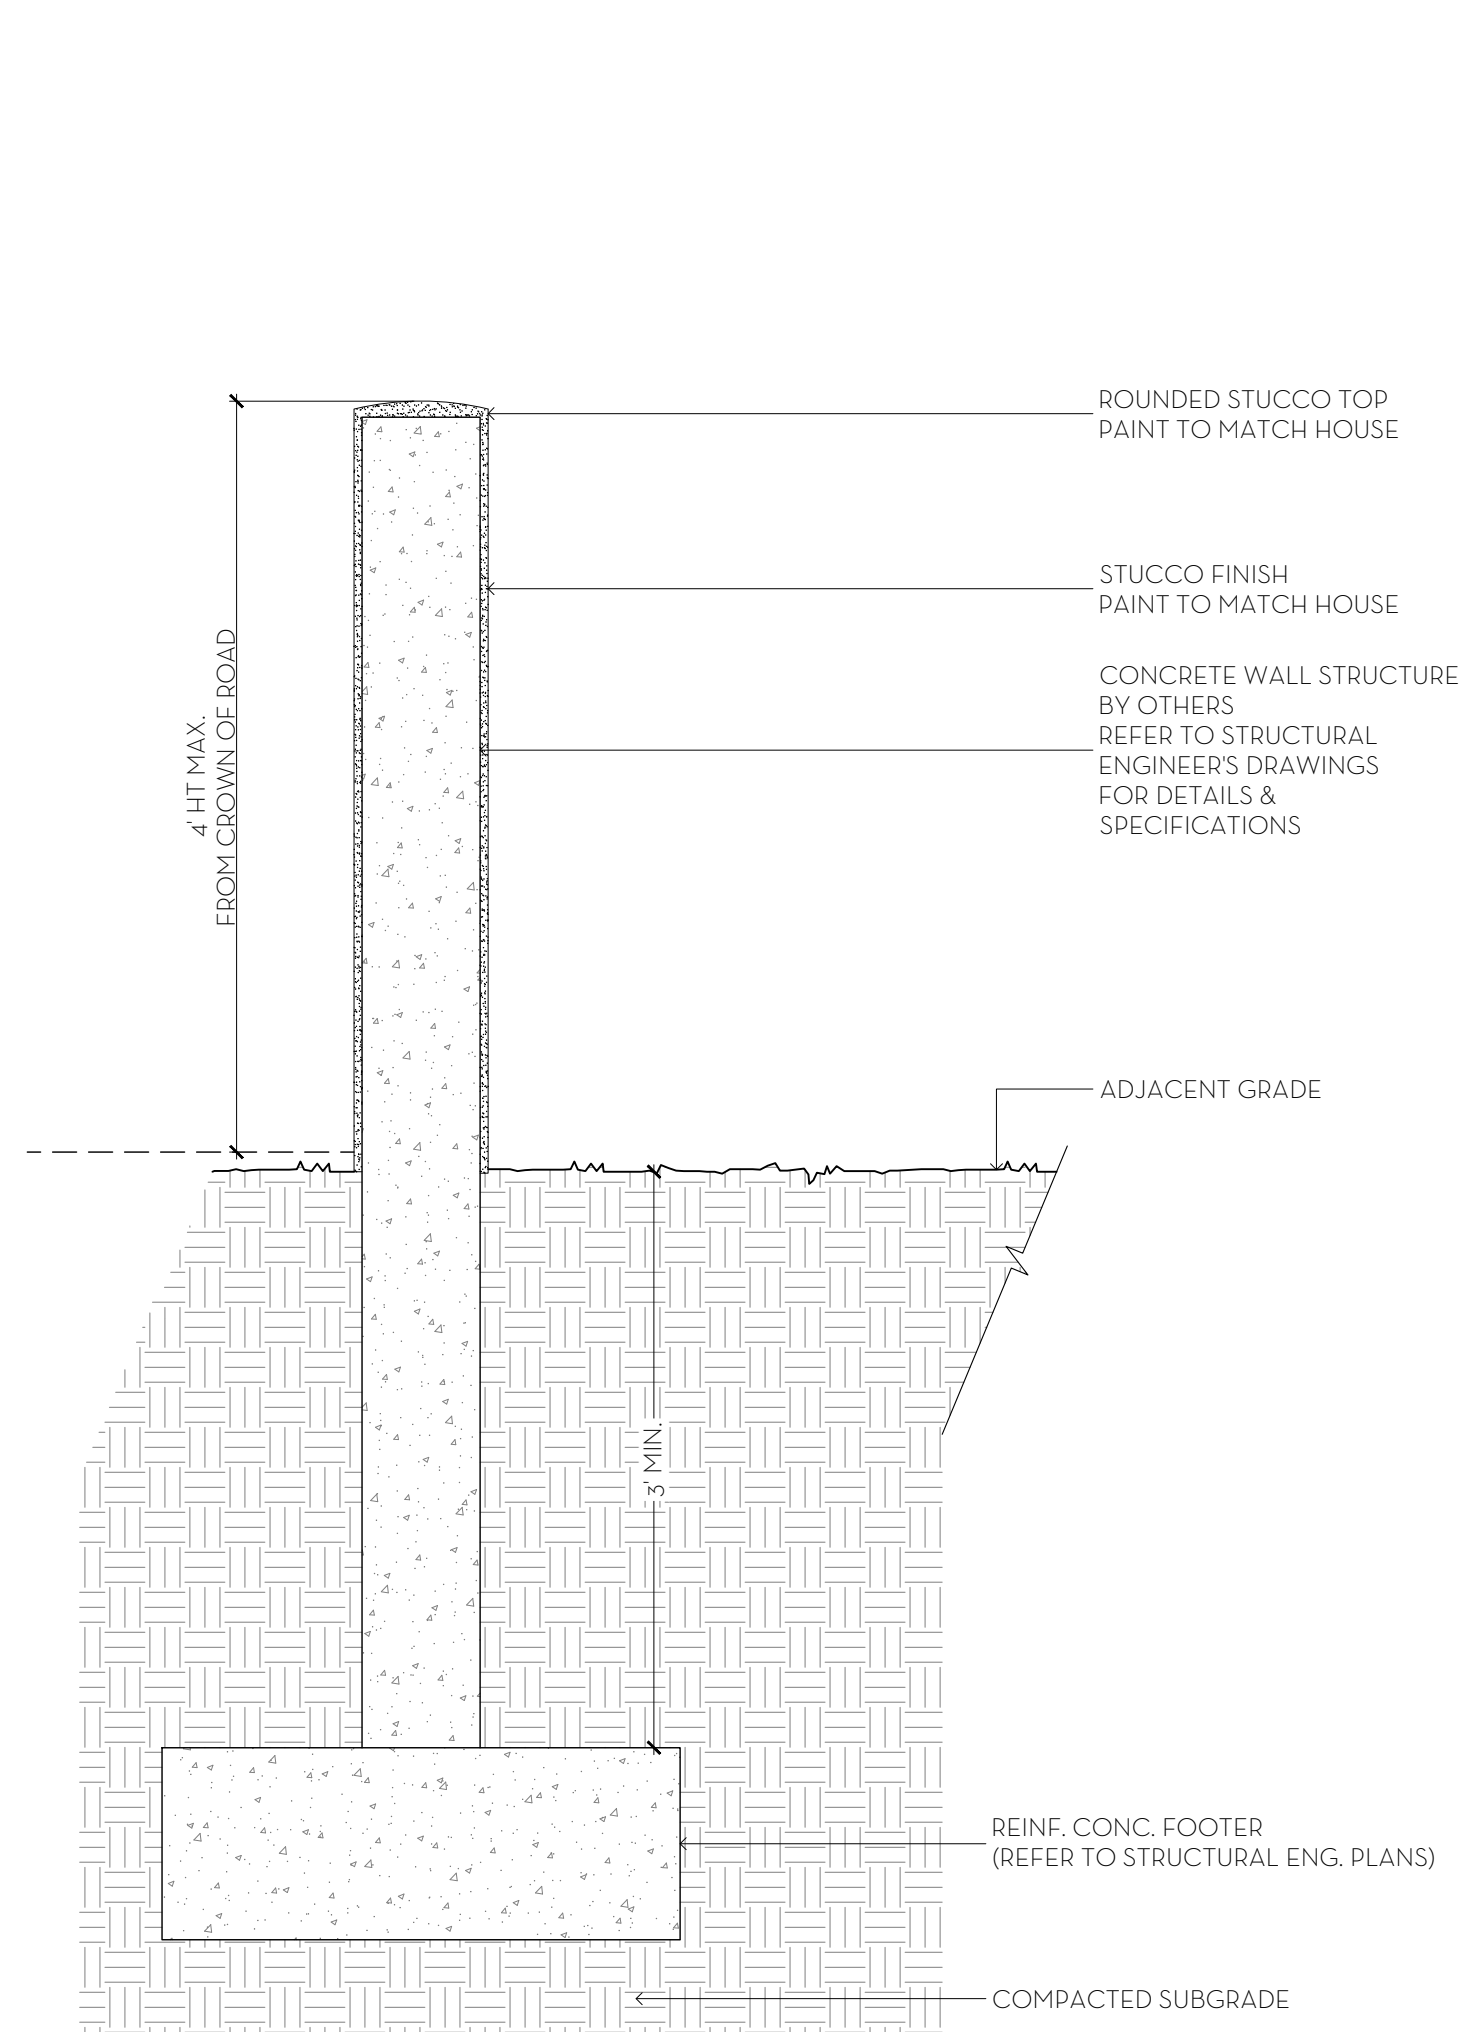 ROUNDED STUCCO TOP
PAINT TO MATCH HOUSE
STUCCO FINISH
PAINT TO MATCH HOUSE
CONCRETE WALL STRUCTURE
BY OTHERS
REFER TO STRUCTURAL
ENGINEER'S DRAWINGS
FOR DETAILS &
SPECIFICATIONS
4' HT MAX.
FROM CROWN OF ROAD
ADJACENT GRADE
3' MIN.
REINF. CONC. FOOTER
(REFER TO STRUCTURAL ENG. PLANS)
COMPACTED SUBGRADE